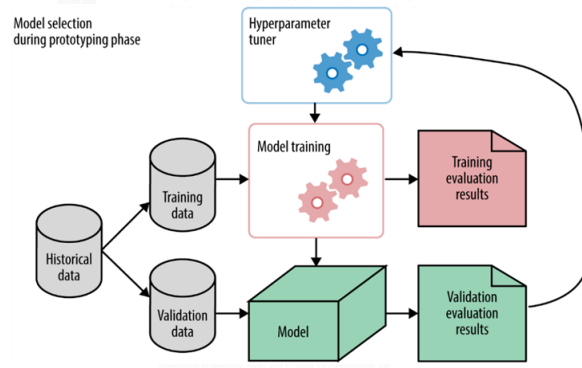 Model selection
during prototyping phase
Hyperparameter
tuner
Model training
Training
evaluation
results
Training
data
Historical
data
Validation
data
Model
Validation
evaluation
results